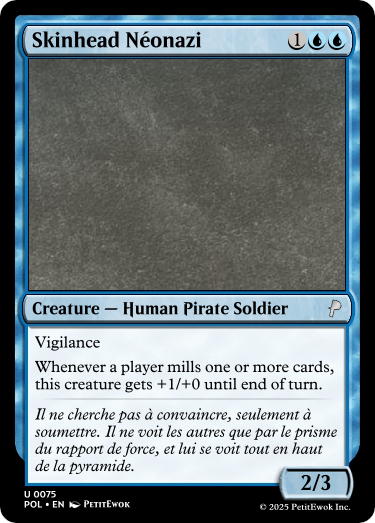 Skinhead Néonazi 1
Creature — Human Pirate Soldier
Vigilance
Whenever a player mills one or more cards,
this creature gets +1/+0 until end of turn.
Il ne cherche pas à convaincre, seulement à
soumettre. Il ne voit les autres que par le prisme
du rapport de force, et lui se voit tout en haut
de la pyramide.
2/3
U 0075
POL • EN PetitEwok
© 2025 PetitEwok Inc.